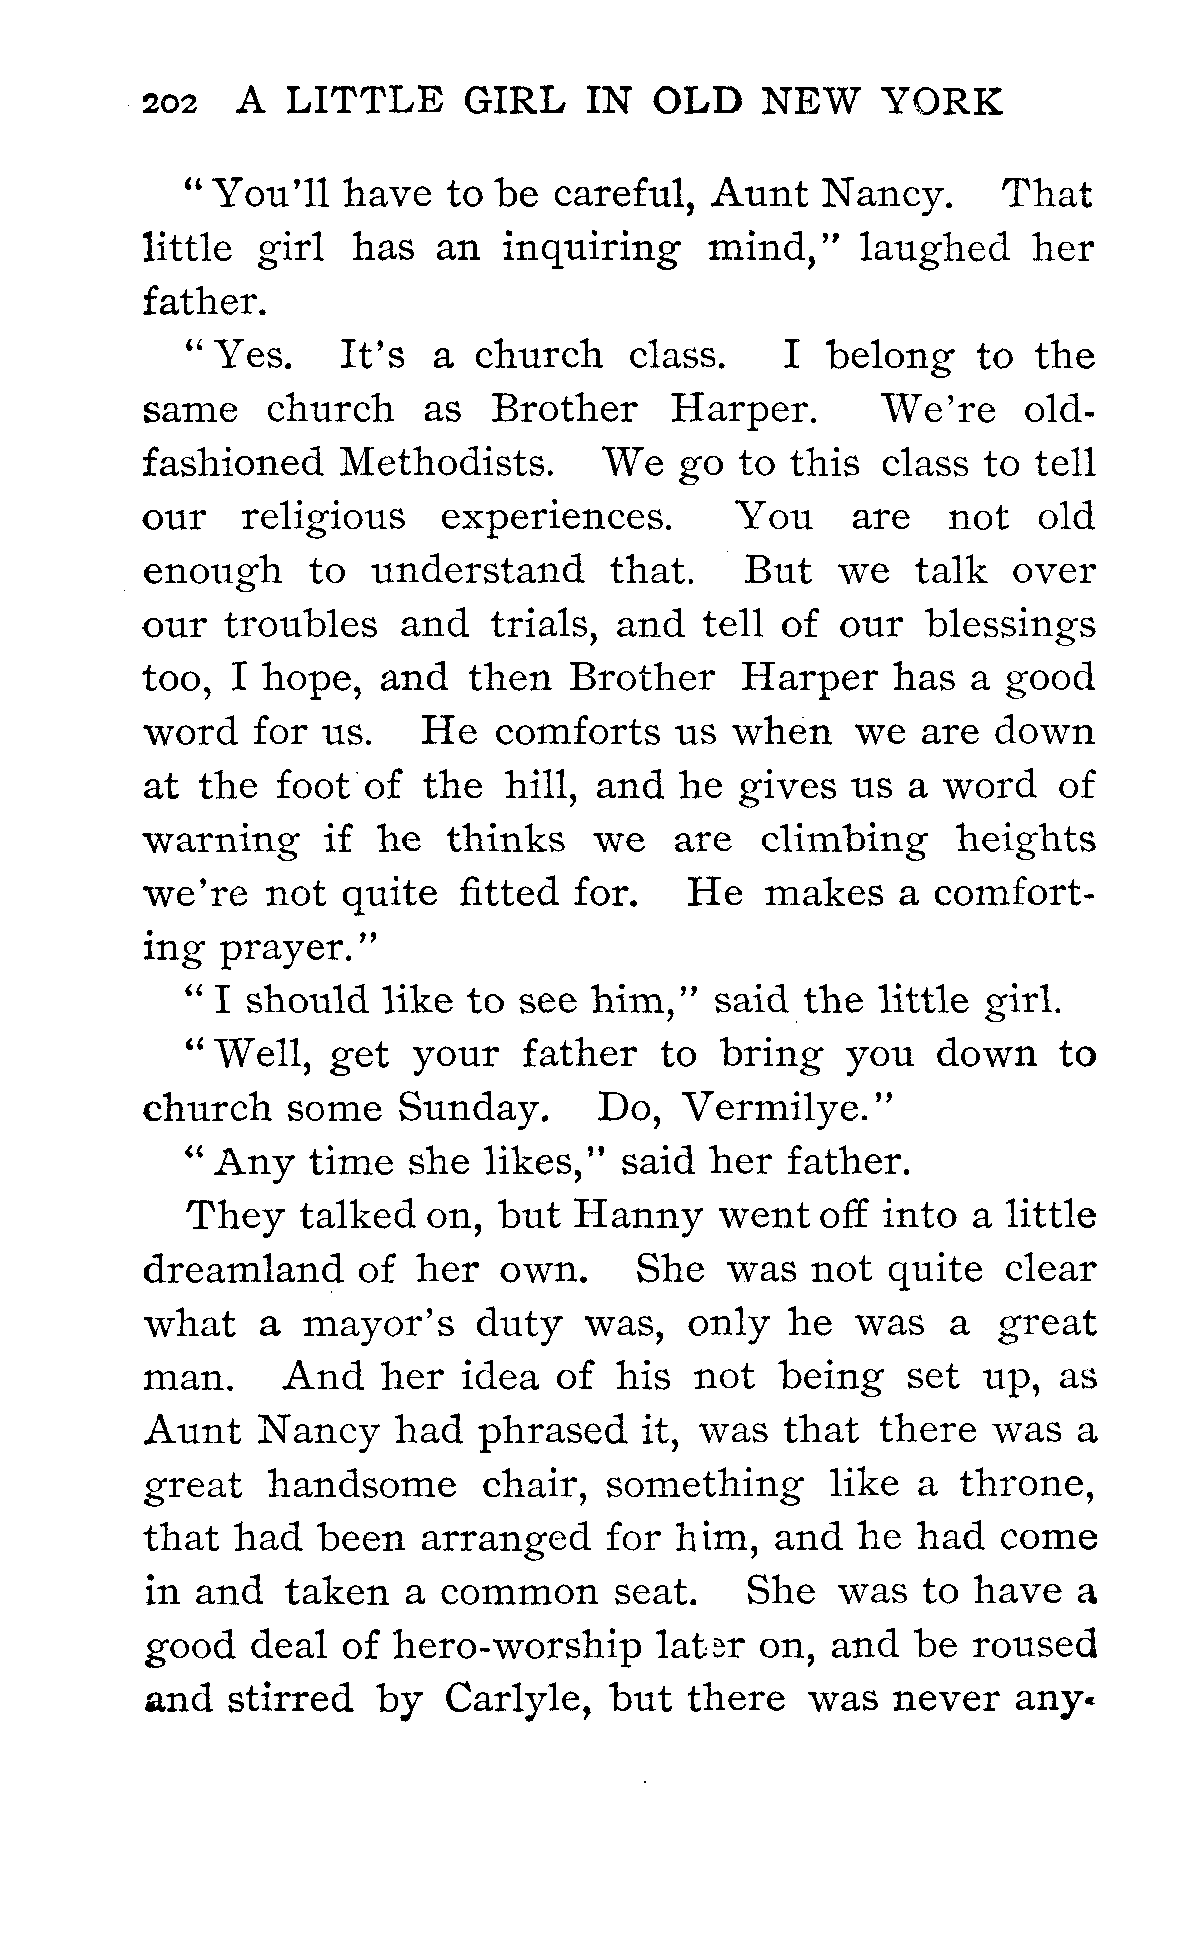 202 A LITTLE GIRL IN OLD NEW YORK
"You'll have to be careful, Aunt Nancy. That
little girl has an inquiring mind," laughed her
father.
"Yes. It's a church class. I belong to the
same church as Brother Harper. We're old-
fashioned Methodists. We go to this class to tell
our religious experiences. You are not old
enough to understand that. But we talk over
our troubles and trials, and tell of our blessings
too, I hope, and then Brother Harper has a good
word for us. He comforts us when we are down
at the foot of the hill, and he gives us a word of
warning if he thinks we are climbing heights
we're not quite fitted for. He makes a comfort-
ing prayer."
"I should like to see him," said the little girl.
"Well, get your father to bring you down to
church some Sunday. Do, Vermilye."
"Any time she likes," said her father.
They talked on, but Hanny went off into a little
dreamland of her own. She was not quite clear
what a mayor's duty was, only he was a great
man. And her idea of his not being set up, as
Aunt Nancy had phrased it, was that there was a
great handsome chair, something like a throne,
that had been arranged for him, and he had come
in and taken a common seat. She was to have a
good deal of hero-worship later on, and be roused
and stirred by Carlyle, but there was never any-